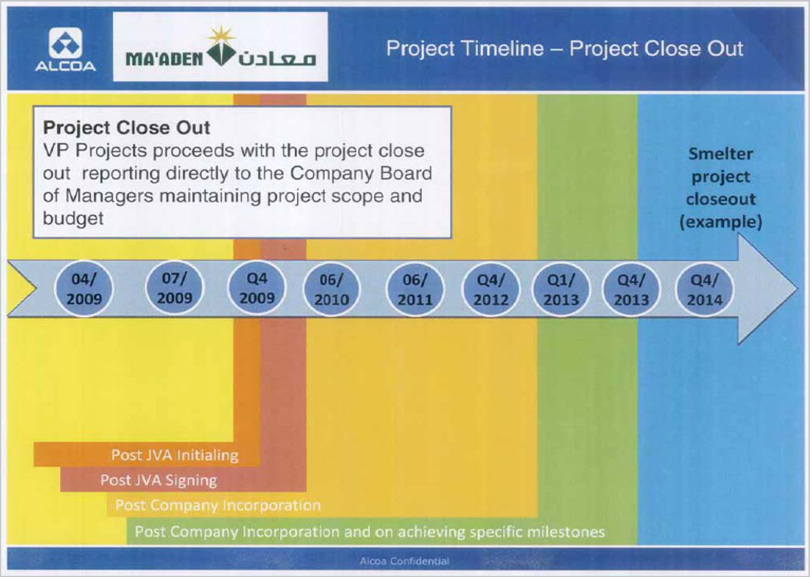 ALCOA
MA'ADEN معادن
Project Timeline – Project Close Out
Project Close Out
VP Projects proceeds with the project close
out reporting directly to the Company Board
of Managers maintaining project scope and
budget
Smelter
project
closeout
(example)
04/
2009
07/
2009
Q4
2009
06/
2010
06/
2011
Q4/
2012
Q1/
2013
Q4/
2013
Q4/
2014
Post JVA Initialing
Post JVA Signing
Post Company Incorporation
Post Company Incorporation and on achieving specific milestones
Alcoa Confidential